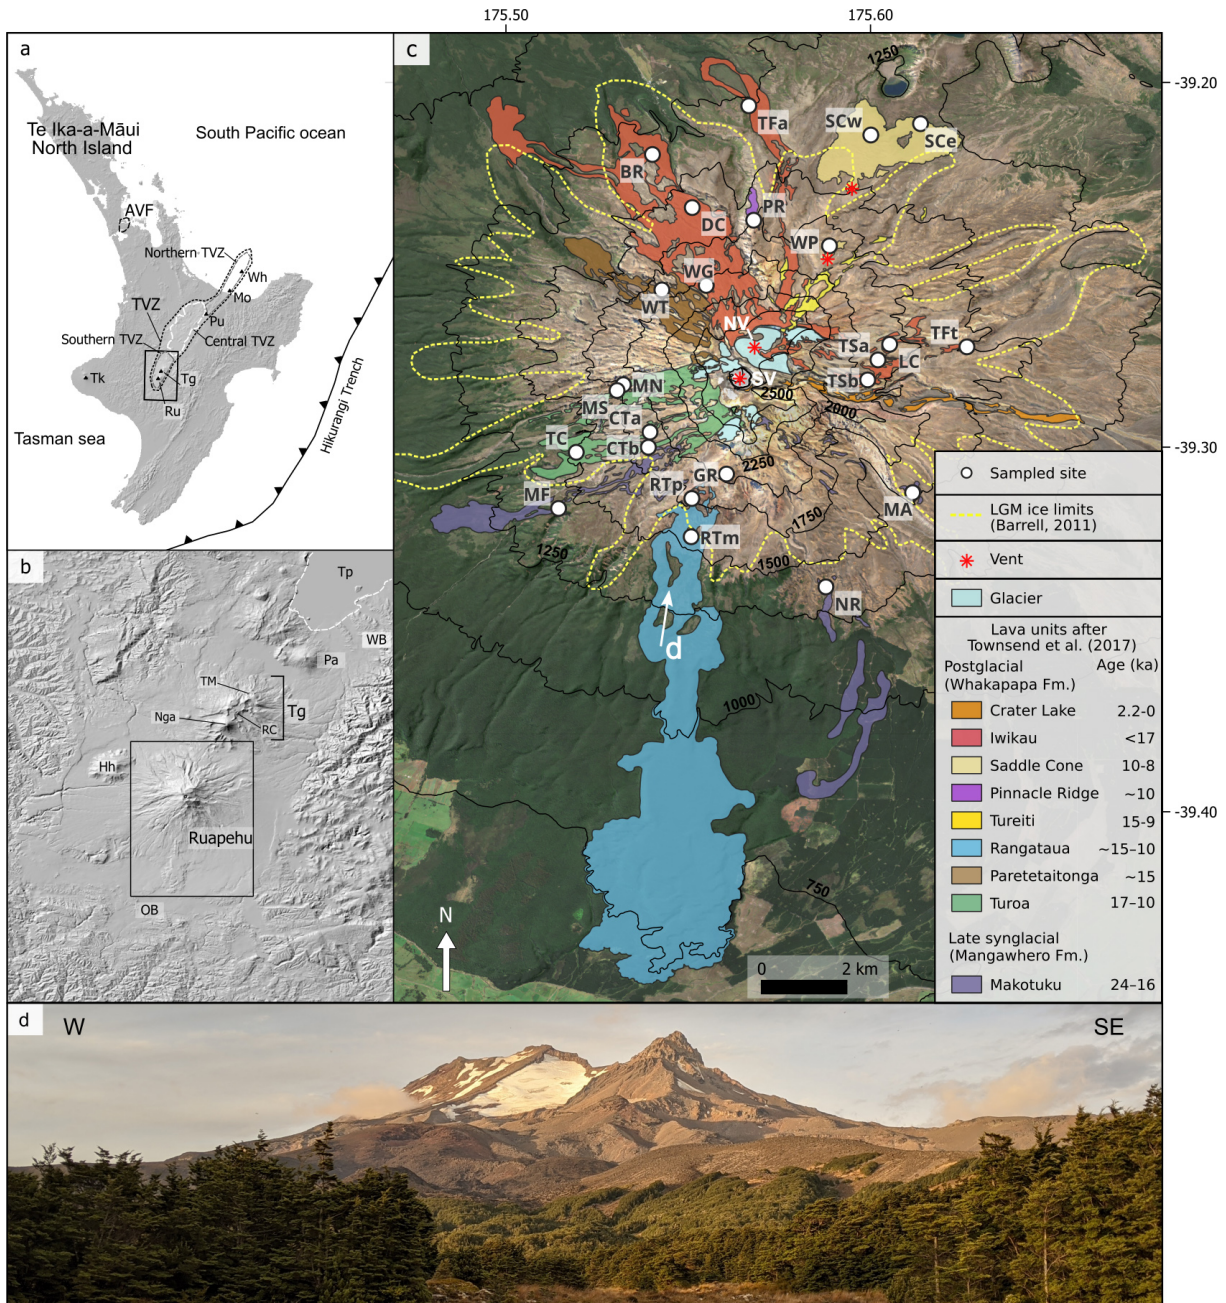 175.50
175.60
a
Te Ika-a-Māui
North Island
South Pacific ocean
AVF
Northern TVZ
Wh
Mo
TVZ
Pu
Southern TVZ
Central TVZ
Tk
Tg
Ru
Tasman sea
Hikurangi Trench
b
Tp
WB
Pa
TM
Nga
Tg
RC
Hh
Ruapehu
OB
c
1250
-39.20
TFa
SCw
SCe
BR
PR
DC
WP
WG
WT
NV
TSa
TFt
LC
SV
TSb
MN
2500
2000
MS
CTa
TC
CTb
-39.30
GR
2250
RTp
MF
MA
1750
RTm
1250
1500
NR
d
1000
-39.40
750
N
0
2 km
Sampled site
LGM ice limits
(Barrell, 2011)
Vent
Glacier
Lava units after
Townsend et al. (2017)
Postglacial
Age (ka)
(Whakapapa Fm.)
Crater Lake 2.2-0
Iwikau <17
Saddle Cone 10-8
Pinnacle Ridge ~10
Tureiti 15-9
Rangataua ~15–10
Paretetaitonga ~15
Turoa 17–10
Late synglacial
(Mangawhero Fm.)
Makotuku 24–16
d
W
SE